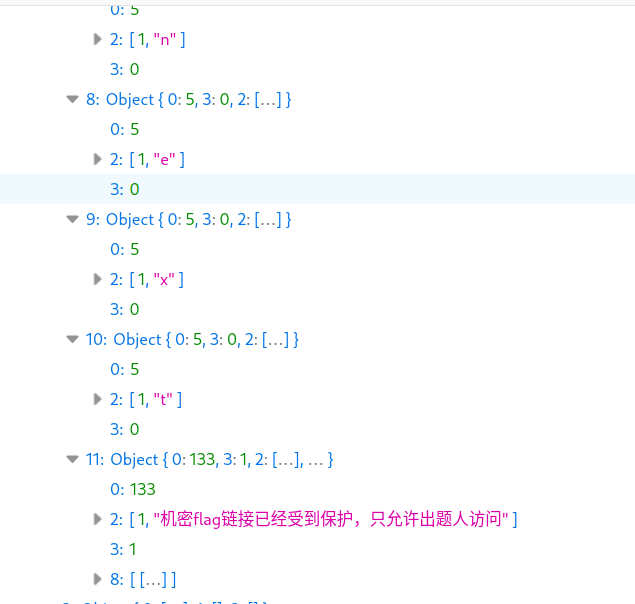 0: 5
2: [ 1, "n" ]
3: 0
8: Object { 0: 5, 3: 0, 2: […] }
0: 5
2: [ 1, "e" ]
3: 0
9: Object { 0: 5, 3: 0, 2: […] }
0: 5
2: [ 1, "x" ]
3: 0
10: Object { 0: 5, 3: 0, 2: […] }
0: 5
2: [ 1, "t" ]
3: 0
11: Object { 0: 133, 3: 1, 2: […], … }
0: 133
2: [ 1, "机密flag链接已经受到保护，只允许出题人访问" ]
3: 1
8: [ […] ]